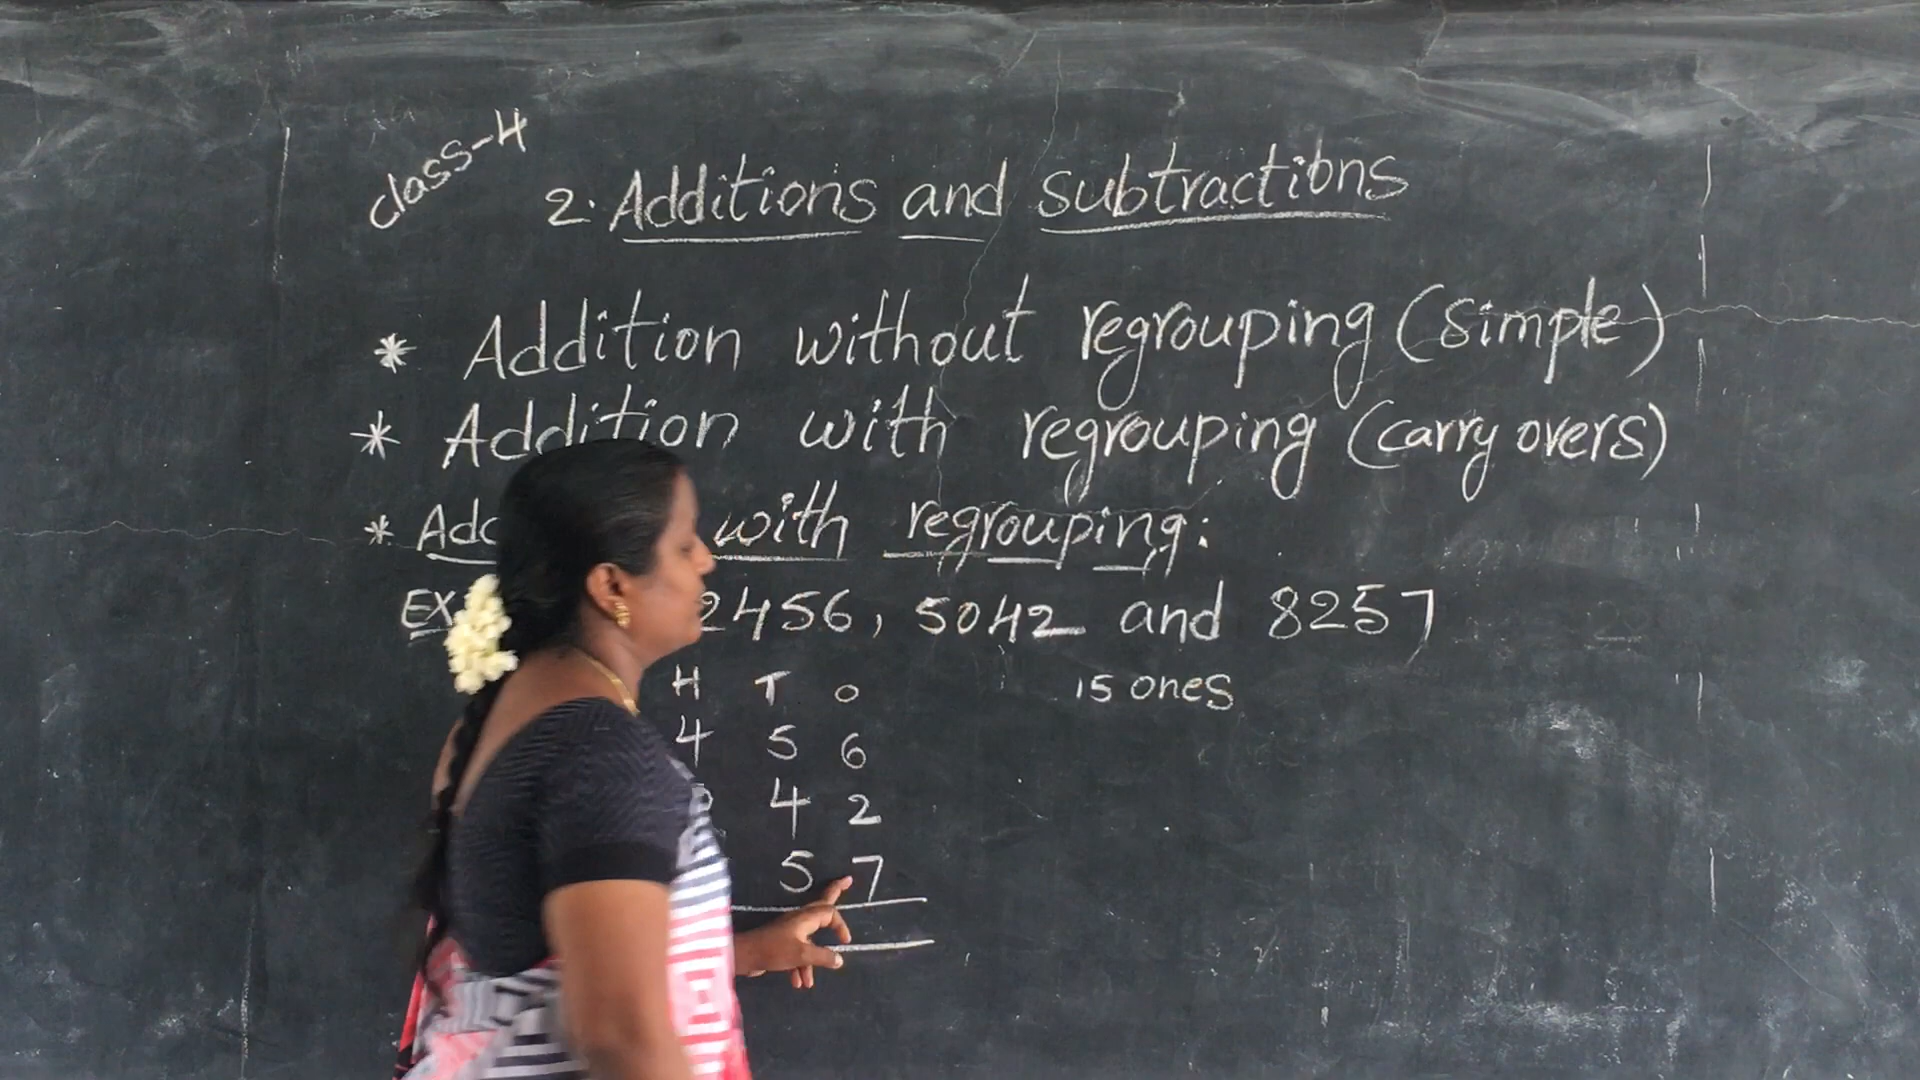 class-4
2. Additions and subtractions
* Addition without regrouping (simple)
* Addition with regrouping (carry overs)
* with regrouping:
EX 2456, 5042 and 8257
H T O 15 ones
4 5 6
4 2
5 7